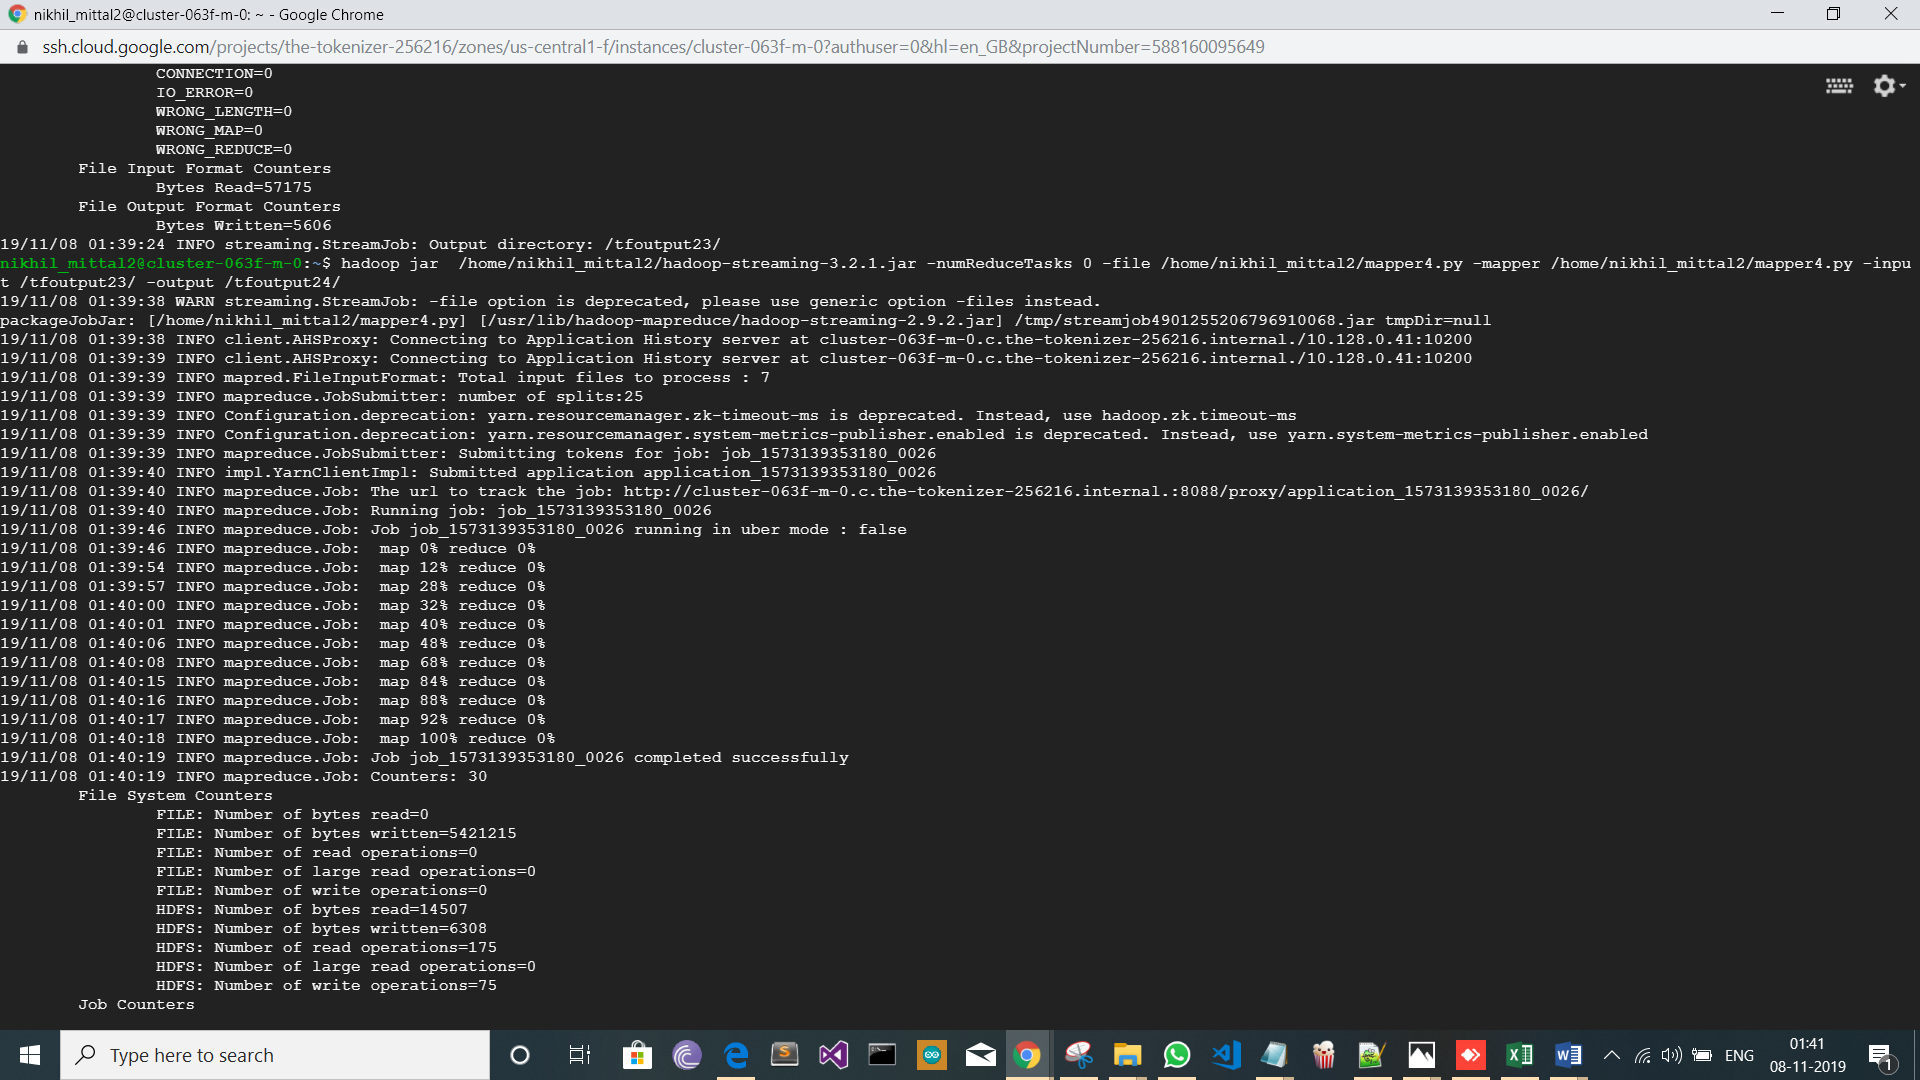 nikhil_mittal2@cluster-063f-m-0: ~ - Google Chrome
ssh.cloud.google.com/projects/the-tokenizer-256216/zones/us-central1-f/instances/cluster-063f-m-0?authuser=0&hl=en_GB&projectNumber=588160095649
CONNECTION=0
IO_ERROR=0
WRONG_LENGTH=0
WRONG_MAP=0
WRONG_REDUCE=0
File Input Format Counters
Bytes Read=57175
File Output Format Counters
Bytes Written=5606
19/11/08 01:39:24 INFO streaming.StreamJob: Output directory: /tfoutput23/
nikhil_mittal2@cluster-063f-m-0:~$ hadoop jar  /home/nikhil_mittal2/hadoop-streaming-3.2.1.jar -numReduceTasks 0 -file /home/nikhil_mittal2/mapper4.py -mapper /home/nikhil_mittal2/mapper4.py -inpu
t /tfoutput23/ -output /tfoutput24/
19/11/08 01:39:38 WARN streaming.StreamJob: -file option is deprecated, please use generic option -files instead.
packageJobJar: [/home/nikhil_mittal2/mapper4.py] [/usr/lib/hadoop-mapreduce/hadoop-streaming-2.9.2.jar] /tmp/streamjob4901255206796910068.jar tmpDir=null
19/11/08 01:39:38 INFO client.AHSProxy: Connecting to Application History server at cluster-063f-m-0.c.the-tokenizer-256216.internal./10.128.0.41:10200
19/11/08 01:39:39 INFO client.AHSProxy: Connecting to Application History server at cluster-063f-m-0.c.the-tokenizer-256216.internal./10.128.0.41:10200
19/11/08 01:39:39 INFO mapred.FileInputFormat: Total input files to process : 7
19/11/08 01:39:39 INFO mapreduce.JobSubmitter: number of splits:25
19/11/08 01:39:39 INFO Configuration.deprecation: yarn.resourcemanager.zk-timeout-ms is deprecated. Instead, use hadoop.zk.timeout-ms
19/11/08 01:39:39 INFO Configuration.deprecation: yarn.resourcemanager.system-metrics-publisher.enabled is deprecated. Instead, use yarn.system-metrics-publisher.enabled
19/11/08 01:39:39 INFO mapreduce.JobSubmitter: Submitting tokens for job: job_1573139353180_0026
19/11/08 01:39:40 INFO impl.YarnClientImpl: Submitted application application_1573139353180_0026
19/11/08 01:39:40 INFO mapreduce.Job: The url to track the job: http://cluster-063f-m-0.c.the-tokenizer-256216.internal.:8088/proxy/application_1573139353180_0026/
19/11/08 01:39:40 INFO mapreduce.Job: Running job: job_1573139353180_0026
19/11/08 01:39:46 INFO mapreduce.Job: Job job_1573139353180_0026 running in uber mode : false
19/11/08 01:39:46 INFO mapreduce.Job:  map 0% reduce 0%
19/11/08 01:39:54 INFO mapreduce.Job:  map 12% reduce 0%
19/11/08 01:39:57 INFO mapreduce.Job:  map 28% reduce 0%
19/11/08 01:40:00 INFO mapreduce.Job:  map 32% reduce 0%
19/11/08 01:40:01 INFO mapreduce.Job:  map 40% reduce 0%
19/11/08 01:40:06 INFO mapreduce.Job:  map 48% reduce 0%
19/11/08 01:40:08 INFO mapreduce.Job:  map 68% reduce 0%
19/11/08 01:40:15 INFO mapreduce.Job:  map 84% reduce 0%
19/11/08 01:40:16 INFO mapreduce.Job:  map 88% reduce 0%
19/11/08 01:40:17 INFO mapreduce.Job:  map 92% reduce 0%
19/11/08 01:40:18 INFO mapreduce.Job:  map 100% reduce 0%
19/11/08 01:40:19 INFO mapreduce.Job: Job job_1573139353180_0026 completed successfully
19/11/08 01:40:19 INFO mapreduce.Job: Counters: 30
File System Counters
FILE: Number of bytes read=0
FILE: Number of bytes written=5421215
FILE: Number of read operations=0
FILE: Number of large read operations=0
FILE: Number of write operations=0
HDFS: Number of bytes read=14507
HDFS: Number of bytes written=6308
HDFS: Number of read operations=175
HDFS: Number of large read operations=0
HDFS: Number of write operations=75
Job Counters
Type here to search
ENG
01:41
08-11-2019
1